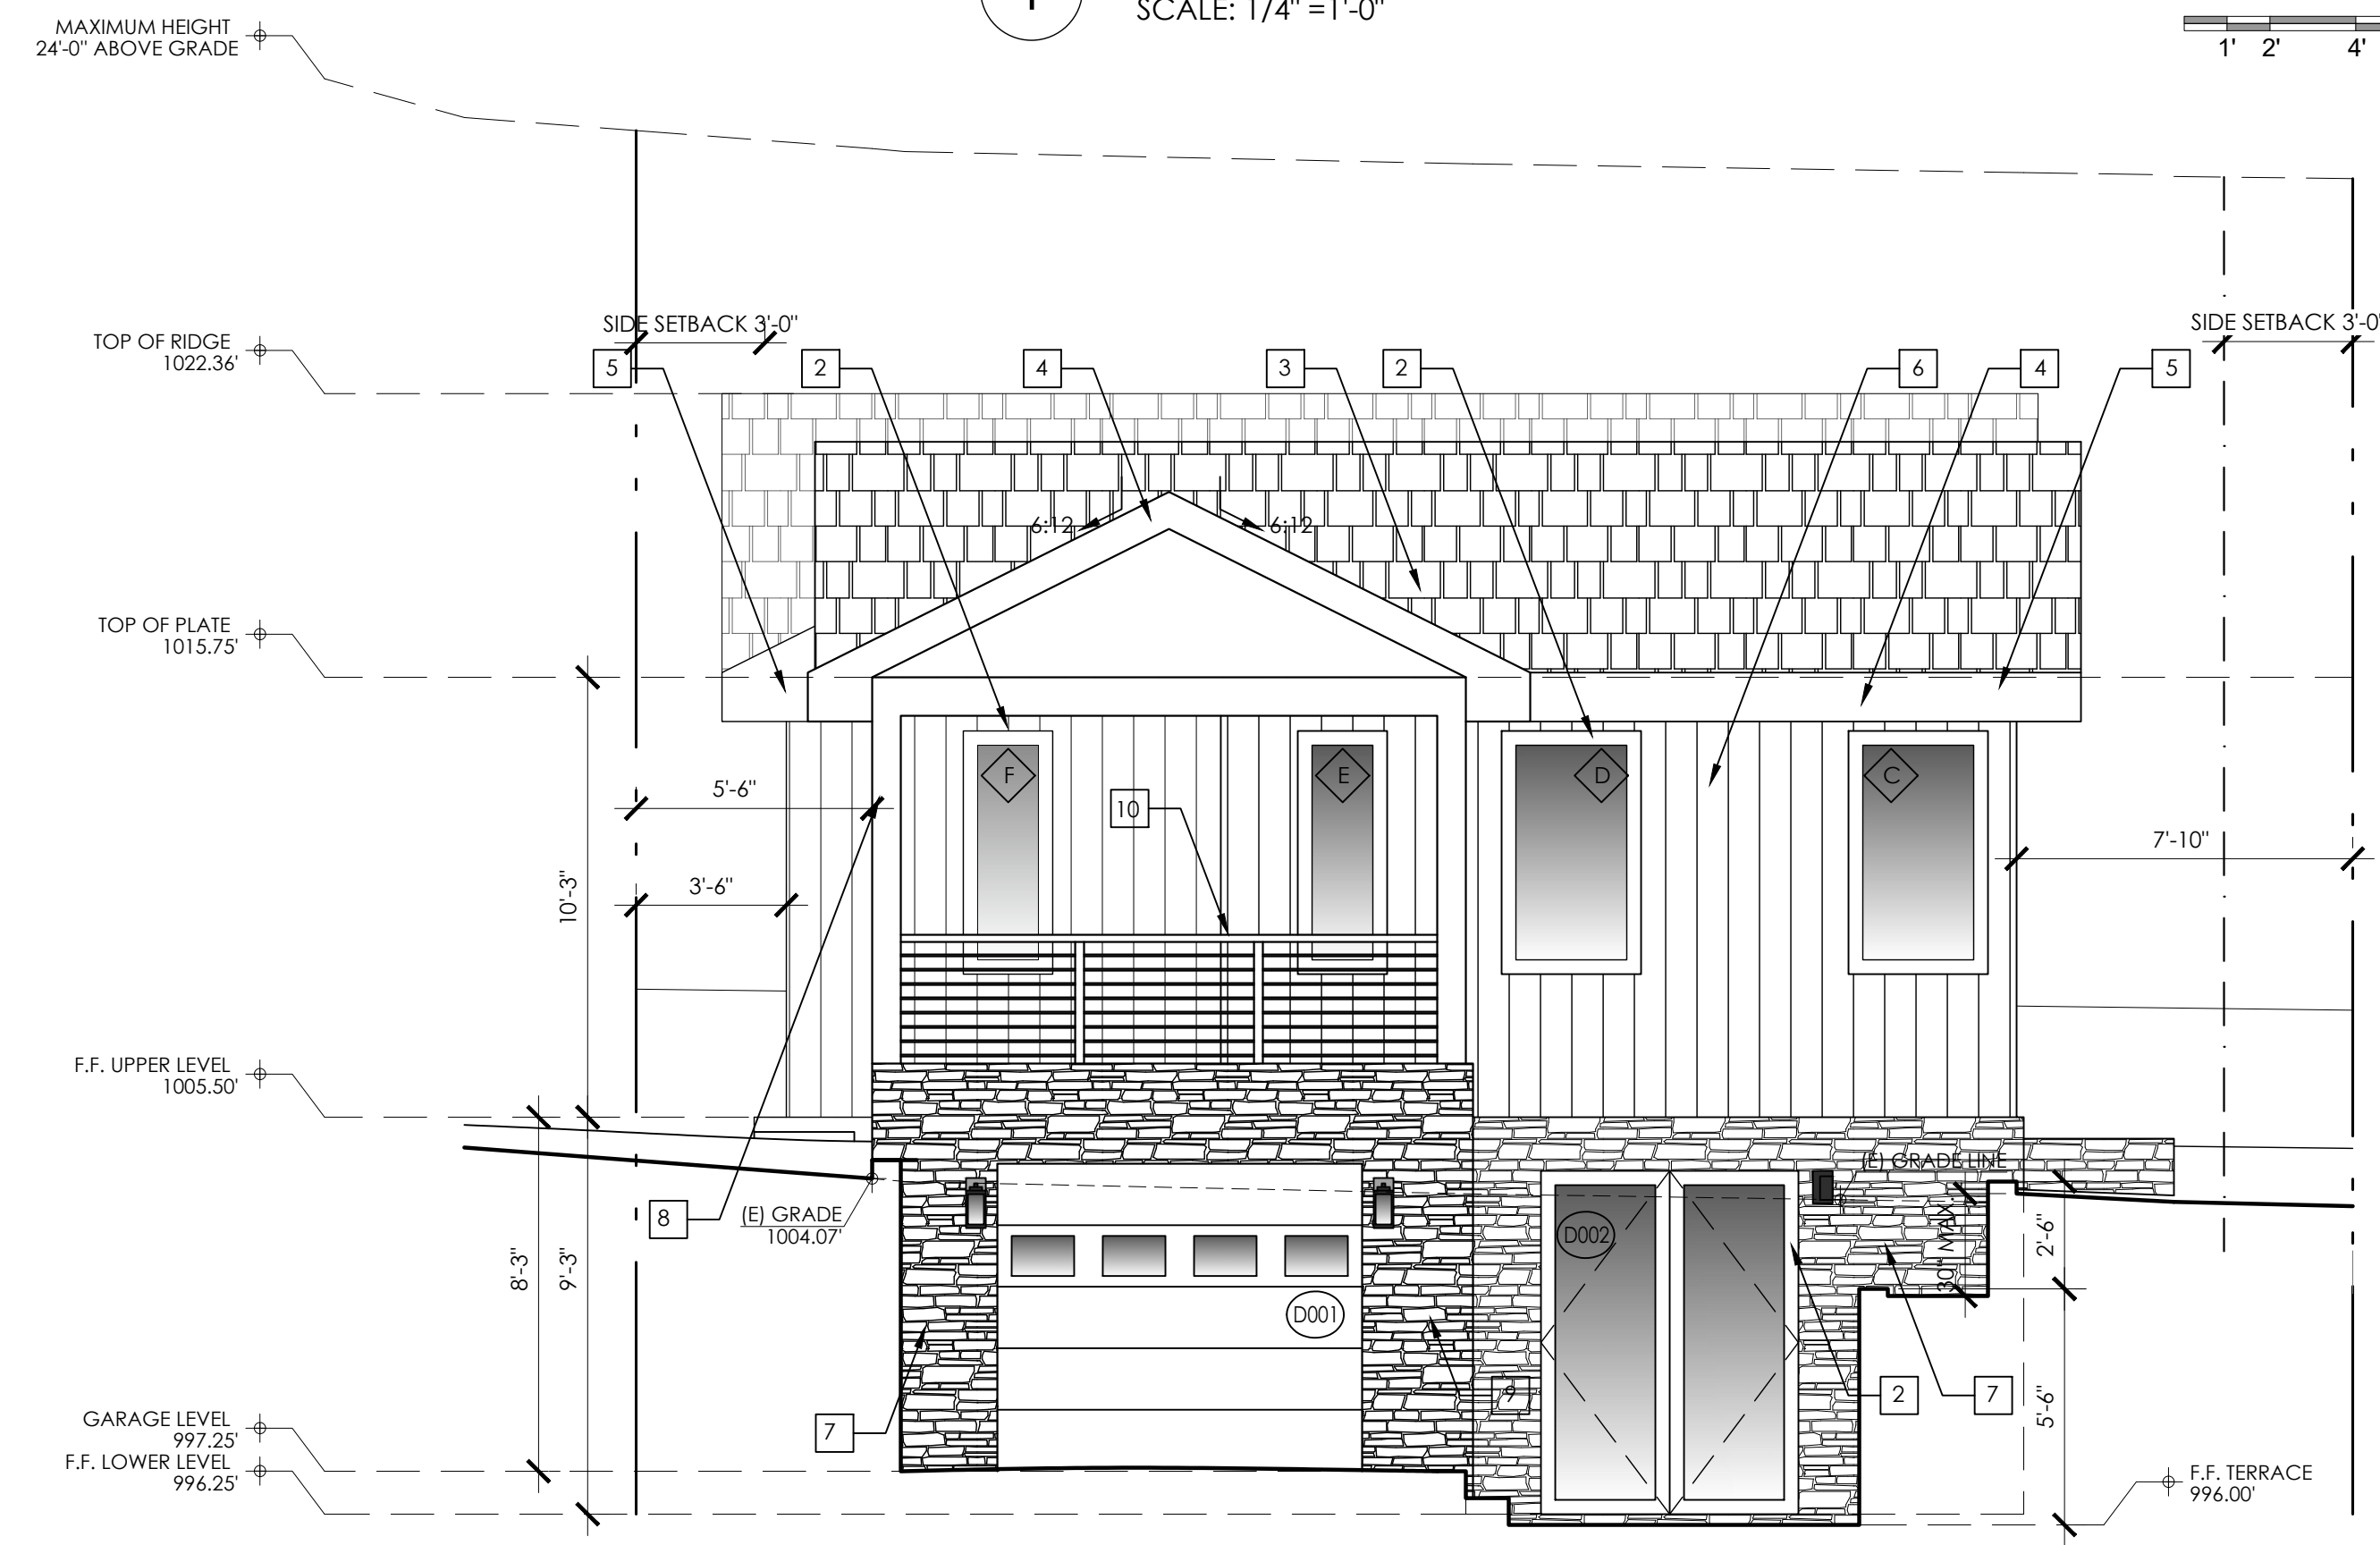 1
SCALE: 1/4" =1'-0"
1' 2' 4'
MAXIMUM HEIGHT
24'-0" ABOVE GRADE
SIDE SETBACK 3'-0"
SIDE SETBACK 3'-0"
TOP OF RIDGE
1022.36'
5 2 4 3 2 6 4 5
6:12 6:12
TOP OF PLATE
1015.75'
F E D C
5'-6"
10
7'-10"
3'-6"
10'-3"
F.F. UPPER LEVEL
1005.50'
(E) GRADE LINE
8
(E) GRADE
1004.07'
D002
30" MAX.
2'-6"
8'-3"
9'-3"
D001
7
9
2
7
5'-6"
GARAGE LEVEL
997.25'
F.F. LOWER LEVEL
996.25'
F.F. TERRACE
996.00'